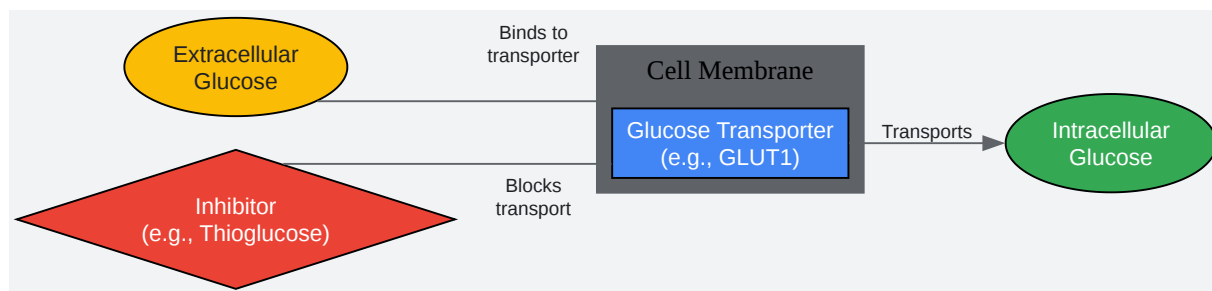 Extracellular
Glucose
Binds to
transporter
Cell Membrane
Glucose Transporter
(e.g., GLUT1)
Transports
Intracellular
Glucose
Inhibitor
(e.g., Thioglucose)
Blocks
transport